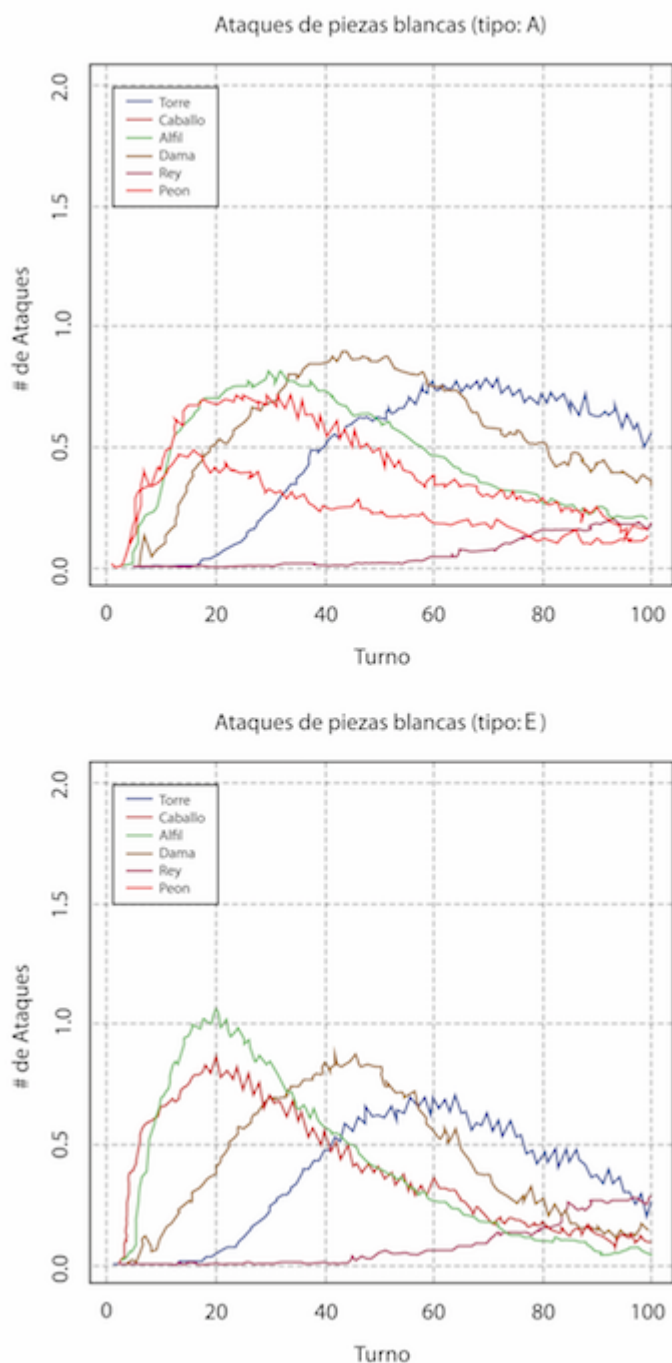 Ataques de piezas blancas (tipo: A)
2.0
1.5
1.0
0.5
0.0
# de Ataques
Torre
Caballo
Alfil
Dama
Rey
Peon
0 20 40 60 80 100
Turno
Ataques de piezas blancas (tipo: E)
2.0
1.5
1.0
0.5
0.0
# de Ataques
Torre
Caballo
Alfil
Dama
Rey
Peon
0 20 40 60 80 100
Turno